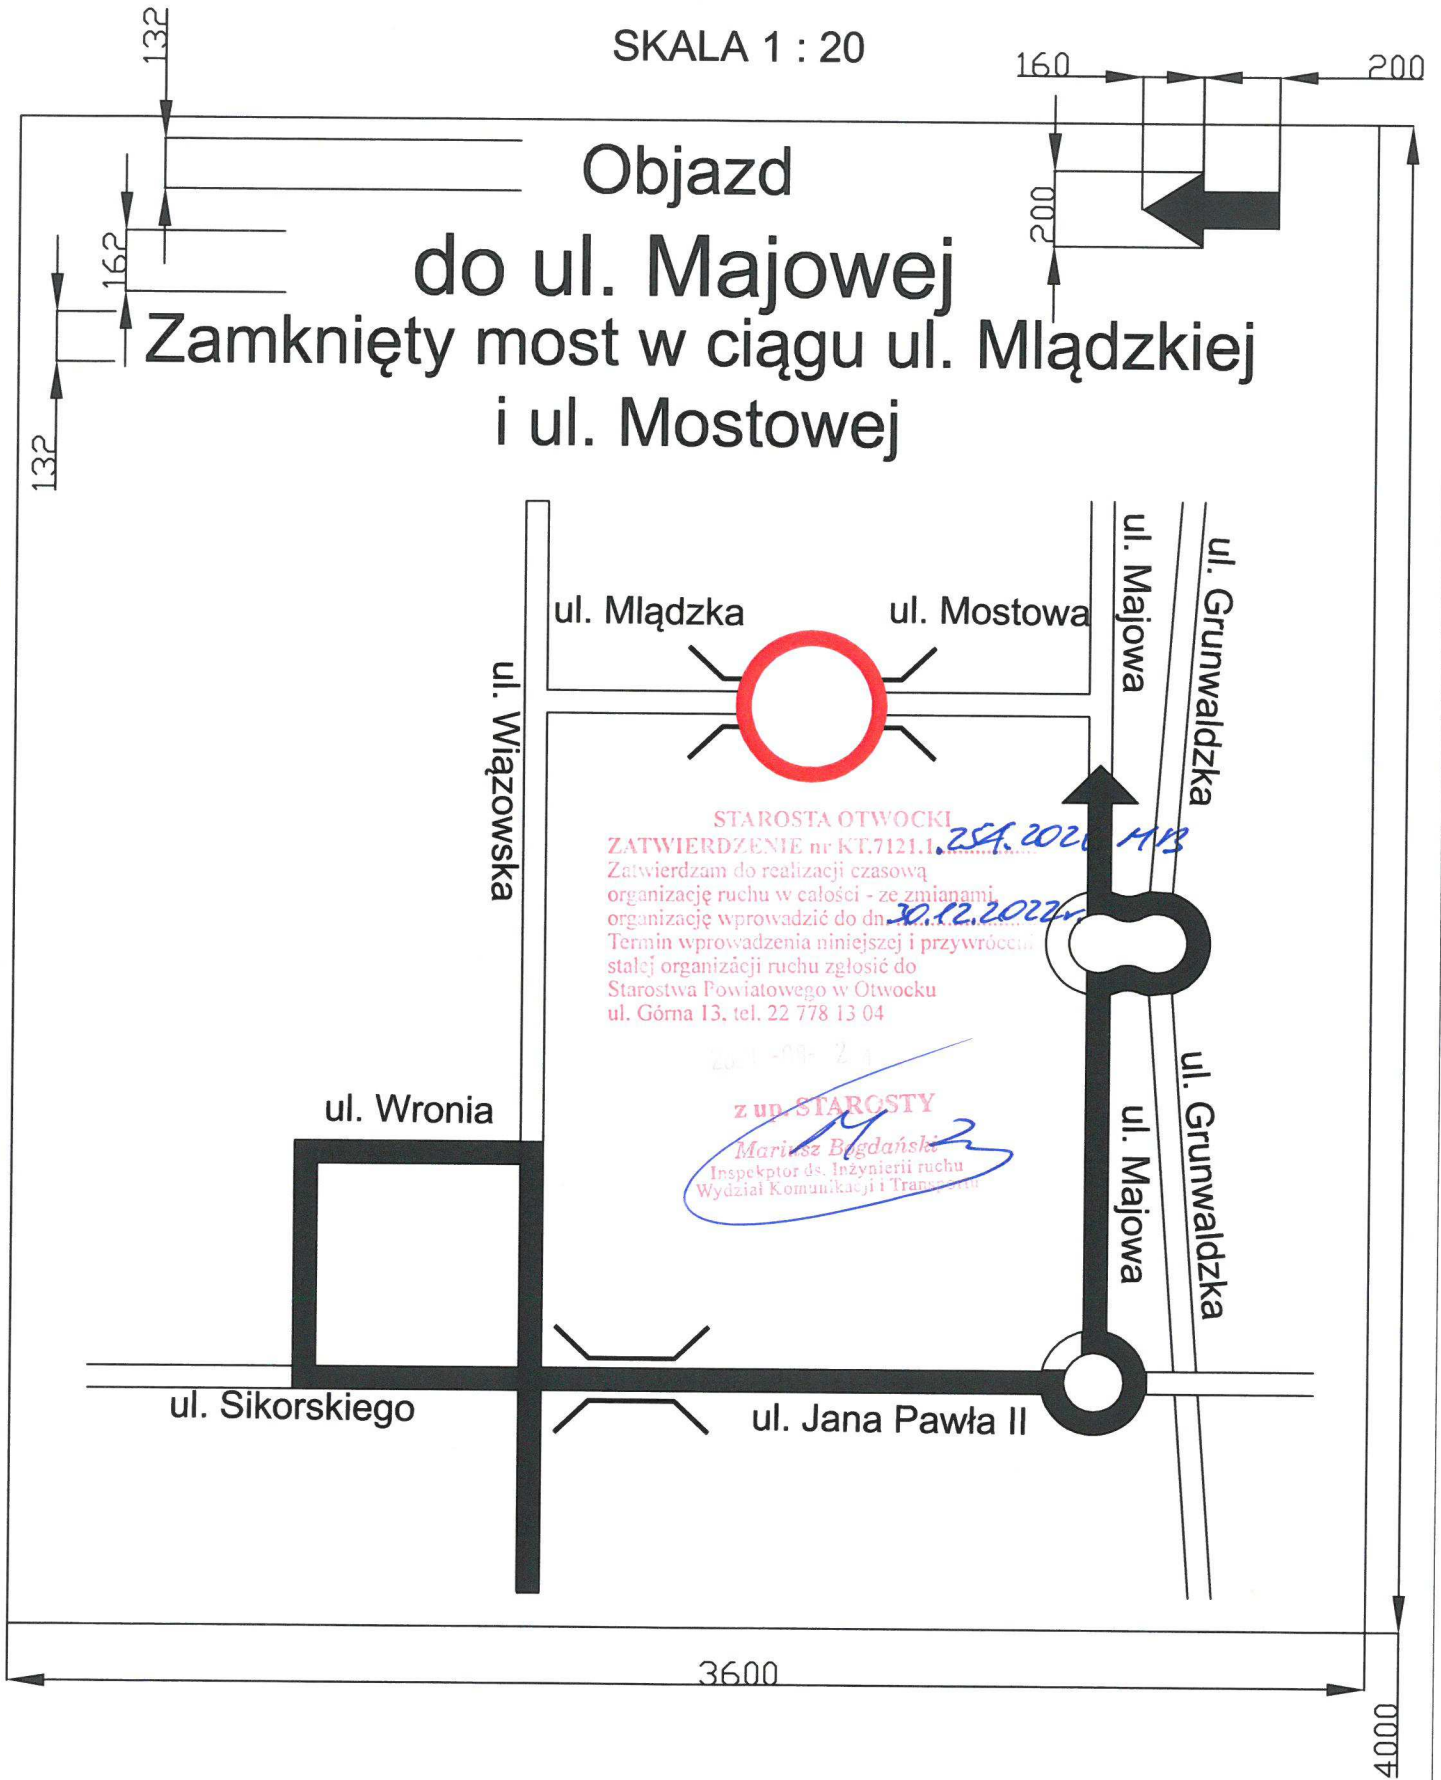 SKALA 1 : 20
132
160
200
Objazd
200
do ul. Majowej
162
Zamknięty most w ciągu ul. Mlądzkiej
i ul. Mostowej
132
ul. Mlądzka
ul. Mostowa
ul. Majowa
ul. Grunwaldzka
ul. Wiązowska
STAROSTA OTWOCKI
ZATWIERDZENIE nr KT.7121.1.254. MB
Zatwierdzam do realizacji czasową
organizację ruchu w całości - ze zmianami,
organizację wprowadzić do dn. 30.12.2022r.
Termin wprowadzenia niniejszej i
stałej organizacji ruchu zgłosić do
Starostwa Powiatowego w Otwocku
ul. Górna 13, tel. 22 778 13 04
z up. STAROSTY
Mariusz Bogdański
Inspekptor ds. Inżynierii ruchu
Wydział Komunikacji i
ul. Wronia
ul. Majowa
ul. Grunwaldzka
ul. Sikorskiego
ul. Jana Pawła II
3600
4000